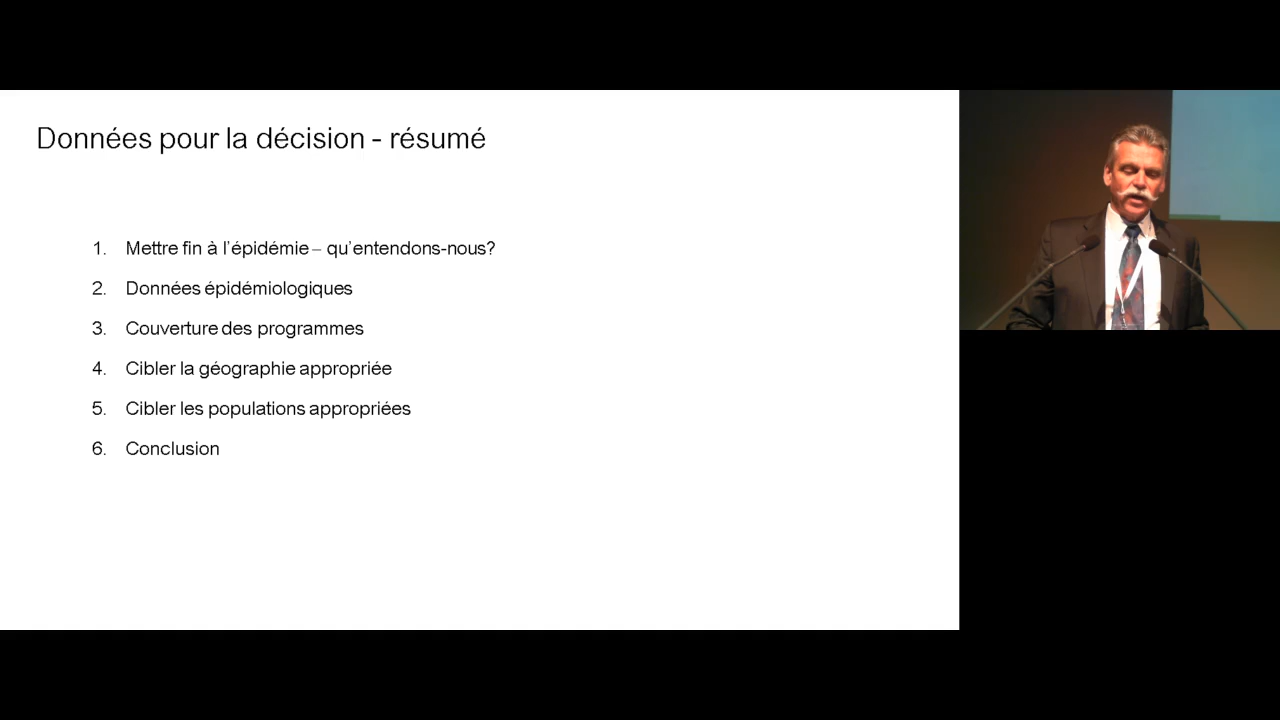 Données pour la décision - résumé
1. Mettre fin à l'épidémie – qu'entendons-nous?
2. Données épidémiologiques
3. Couverture des programmes
4. Cibler la géographie appropriée
5. Cibler les populations appropriées
6. Conclusion